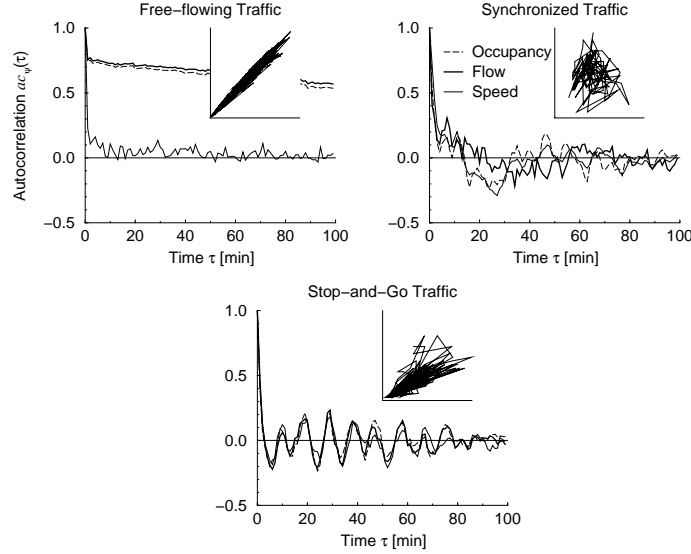 Free−flowing Traffic
Autocorrelation ac_ψ(τ)
1.0
0.5
0.0
−0.5
0 20 40 60 80 100
Time τ [min]
Synchronized Traffic
Occupancy
Flow
Speed
1.0
0.5
0.0
−0.5
0 20 40 60 80 100
Time τ [min]
Stop−and−Go Traffic
1.0
0.5
0.0
−0.5
0 20 40 60 80 100
Time τ [min]